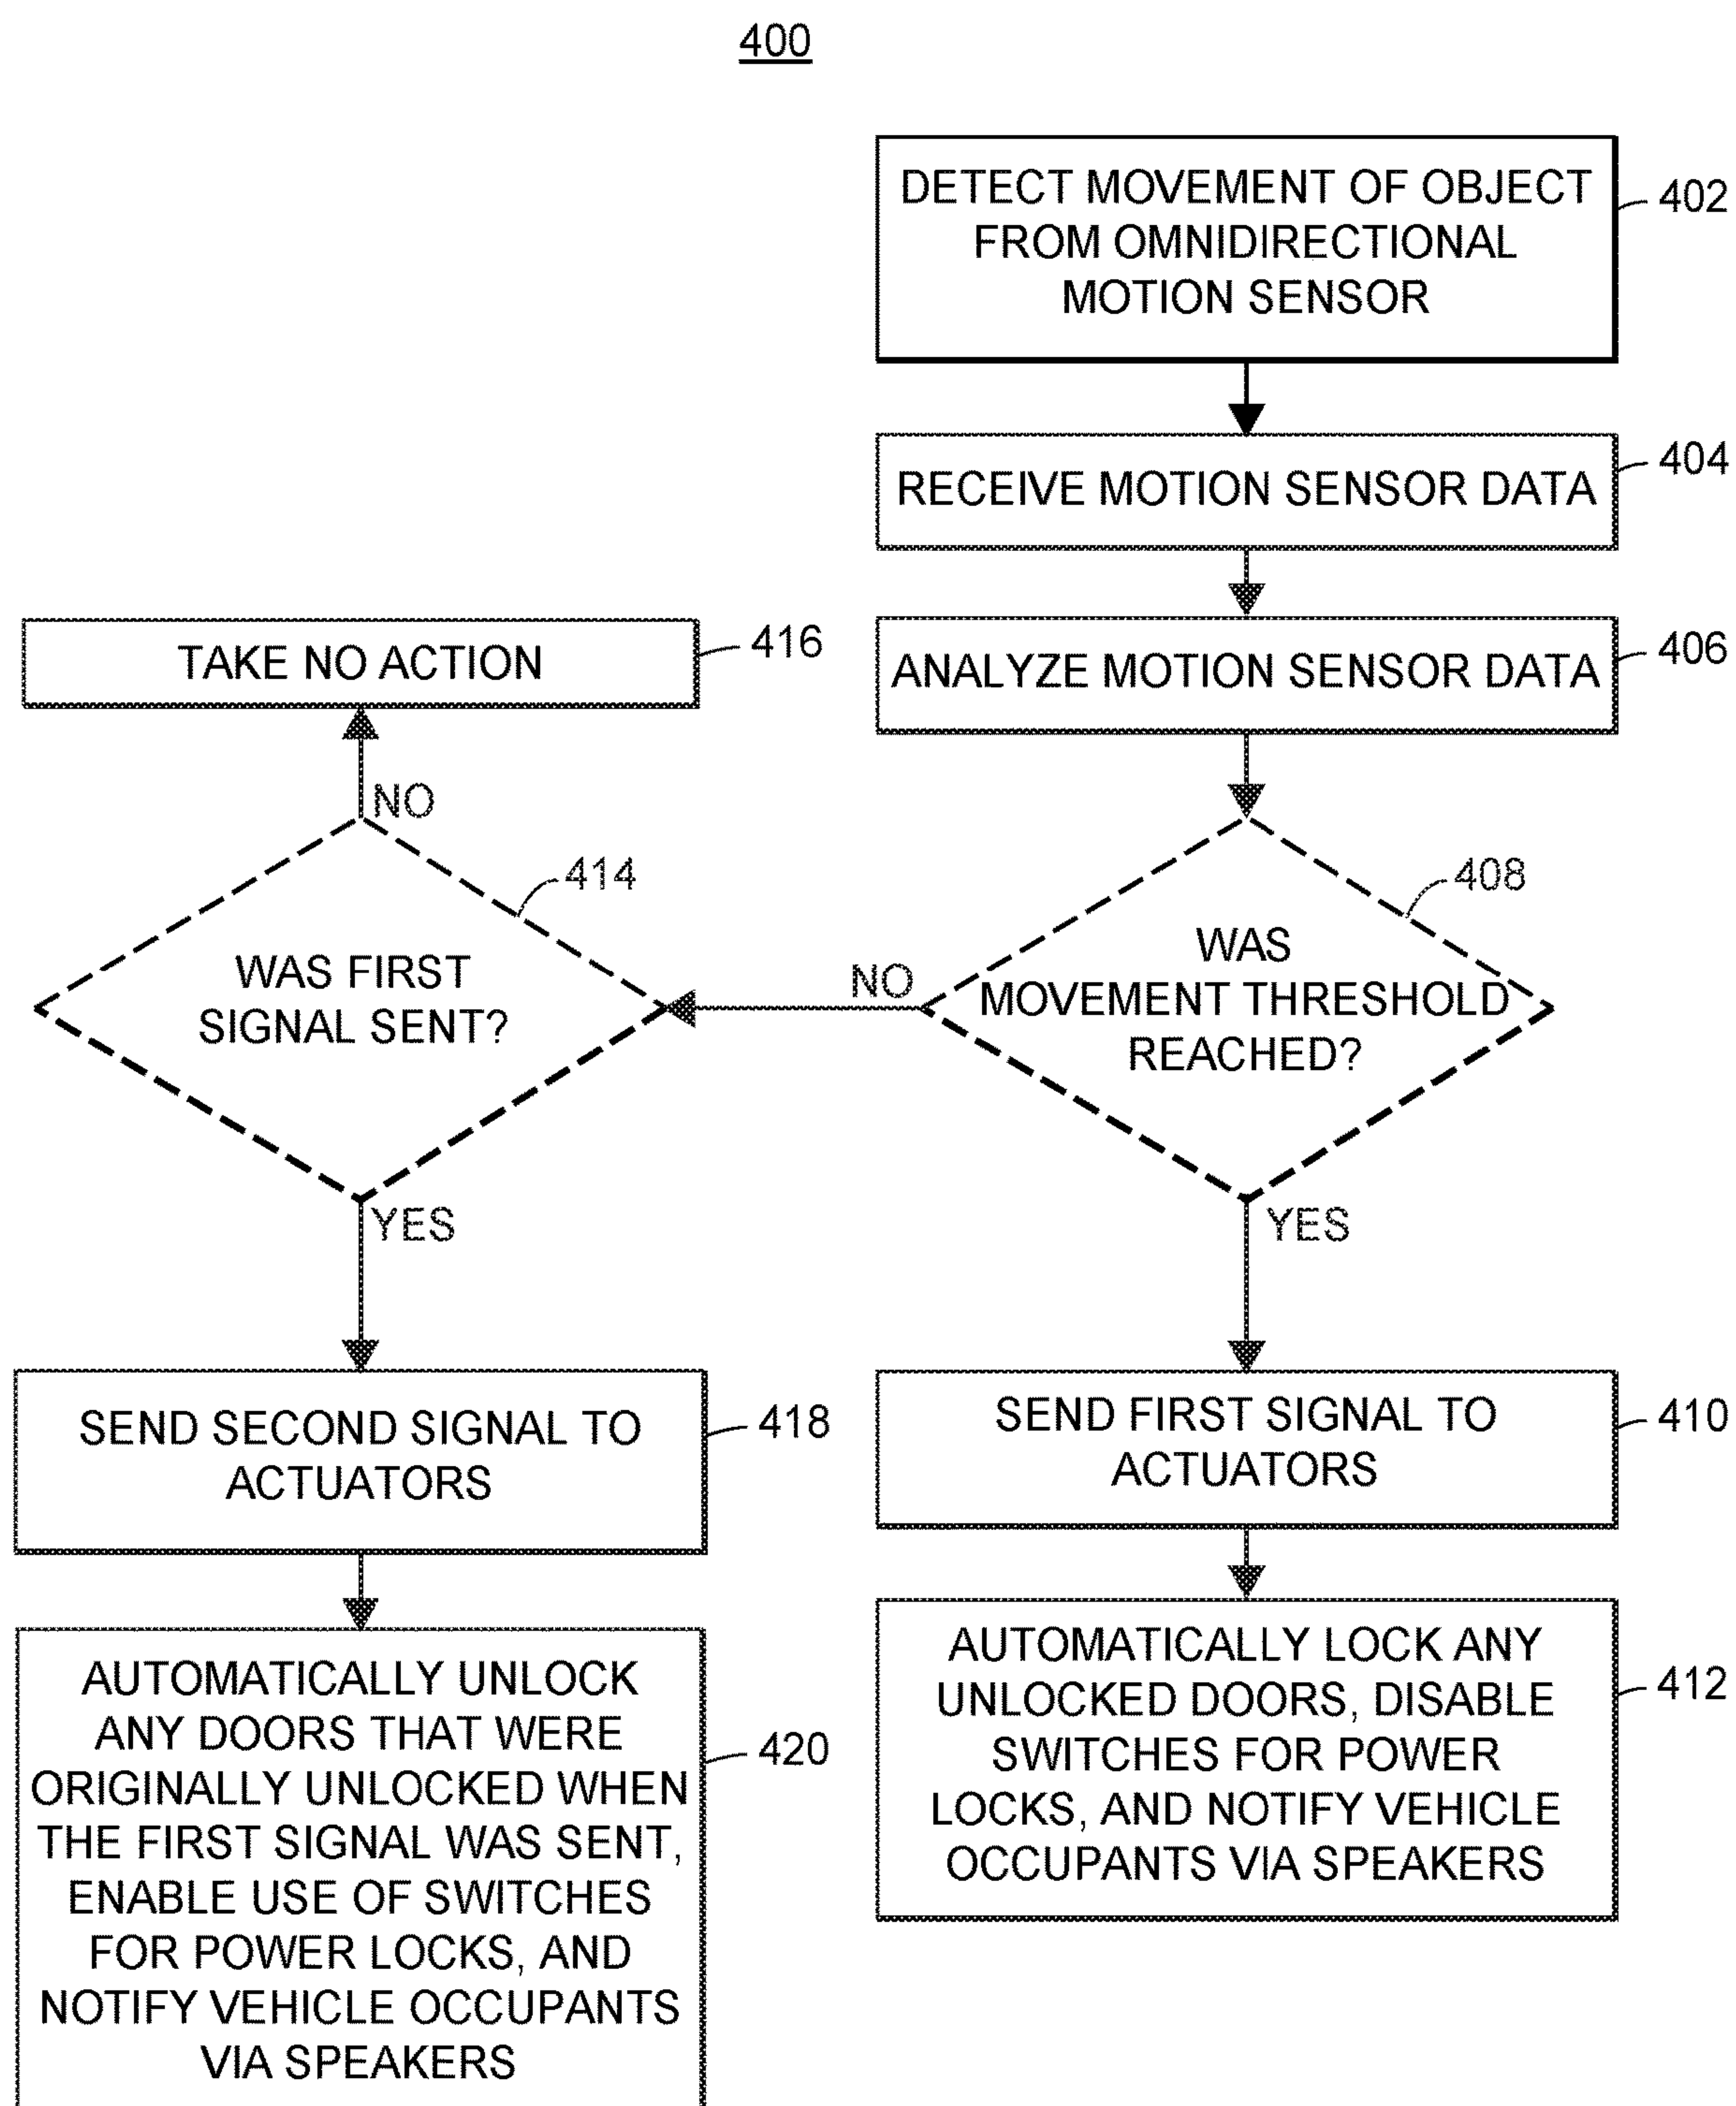 400
DETECT MOVEMENT OF OBJECT
FROM OMNIDIRECTIONAL
MOTION SENSOR
402
RECEIVE MOTION SENSOR DATA
404
ANALYZE MOTION SENSOR DATA
406
TAKE NO ACTION
416
NO
414
WAS FIRST
SIGNAL SENT?
YES
NO
408
WAS
MOVEMENT THRESHOLD
REACHED?
YES
SEND SECOND SIGNAL TO
ACTUATORS
418
SEND FIRST SIGNAL TO
ACTUATORS
410
AUTOMATICALLY UNLOCK
ANY DOORS THAT WERE
ORIGINALLY UNLOCKED WHEN
THE FIRST SIGNAL WAS SENT,
ENABLE USE OF SWITCHES
FOR POWER LOCKS, AND
NOTIFY VEHICLE OCCUPANTS
VIA SPEAKERS
420
AUTOMATICALLY LOCK ANY
UNLOCKED DOORS, DISABLE
SWITCHES FOR POWER
LOCKS, AND NOTIFY VEHICLE
OCCUPANTS VIA SPEAKERS
412